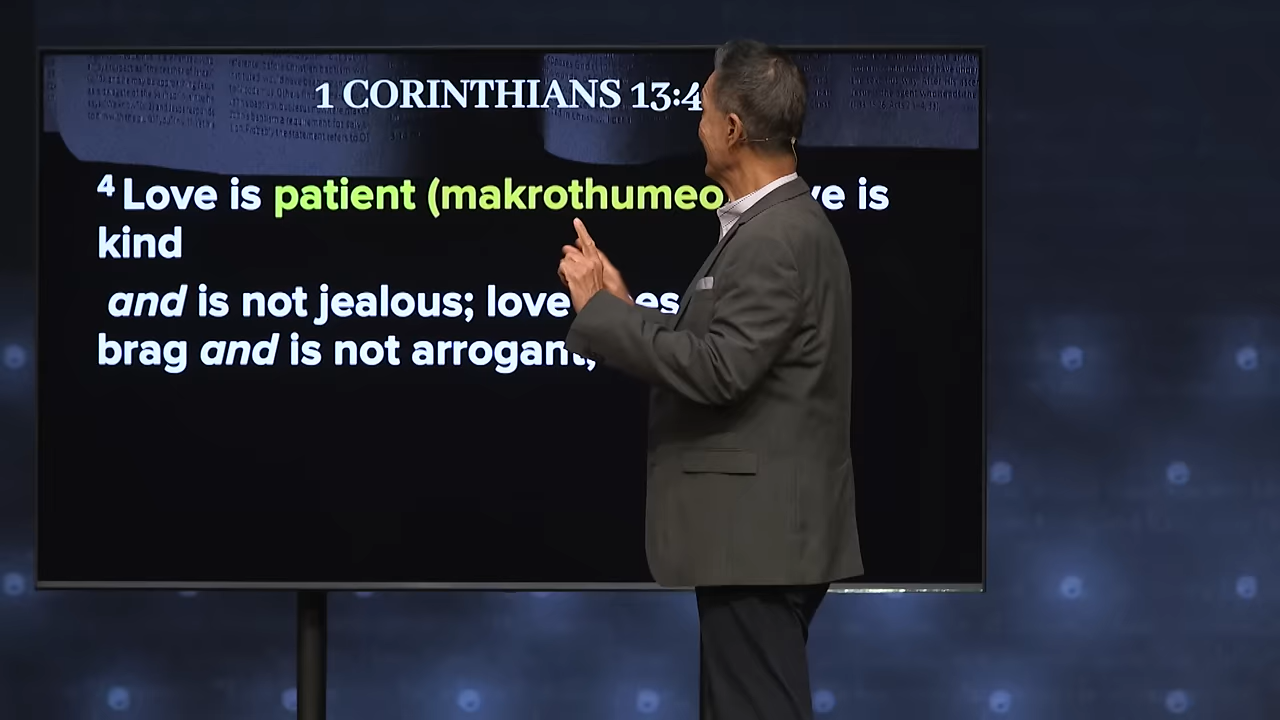 1 CORINTHIANS 13:4
4 Love is patient (makrothumeo is
kind
and is not jealous; love
brag and is not arrogant,